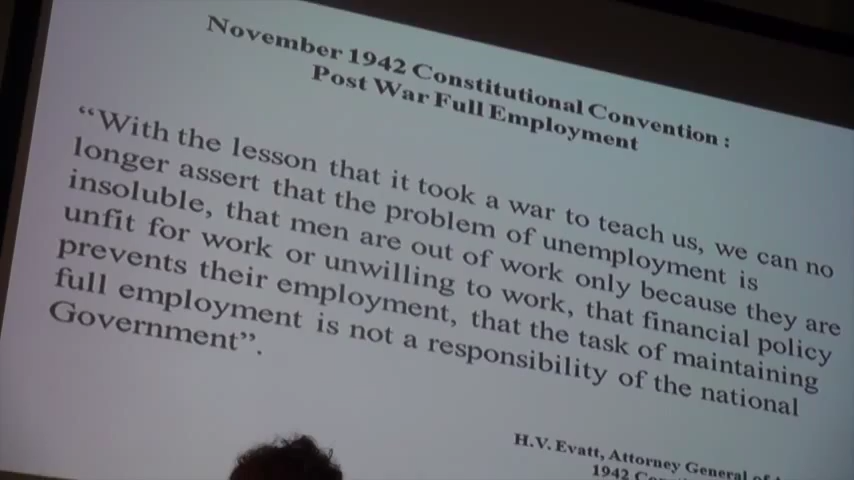 November 1942 Constitutional Convention :
Post War Full Employment
“With the lesson that it took a war to teach us, we can no
longer assert that the problem of unemployment is
insoluble, that men are out of work only because they are
unfit for work or unwilling to work, that financial policy
prevents their employment, that the task of maintaining
full employment is not a responsibility of the national
Government”.
H.V. Evatt, Attorney General of
1942